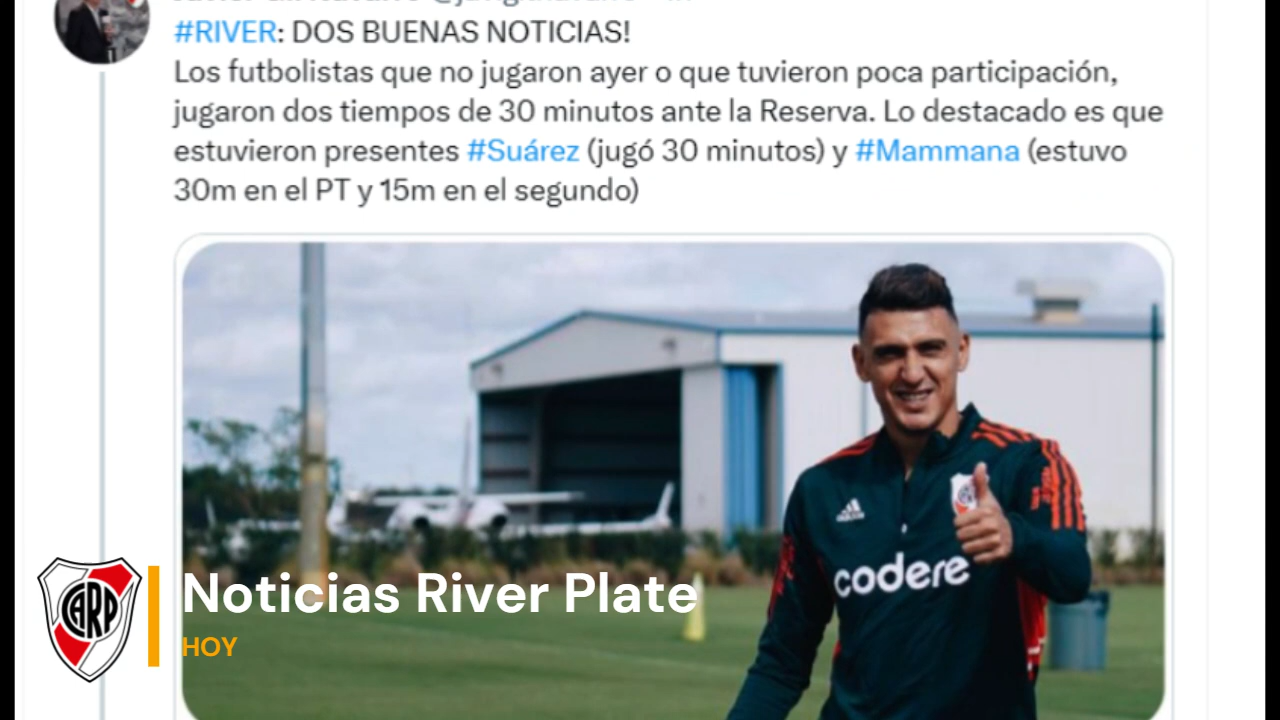 #RIVER: DOS BUENAS NOTICIAS!
Los futbolistas que no jugaron ayer o que tuvieron poca participación,
jugaron dos tiempos de 30 minutos ante la Reserva. Lo destacado es que
estuvieron presentes #Suárez (jugó 30 minutos) y #Mammana (estuvo
30m en el PT y 15m en el segundo)
codere
CARP
Noticias River Plate
HOY